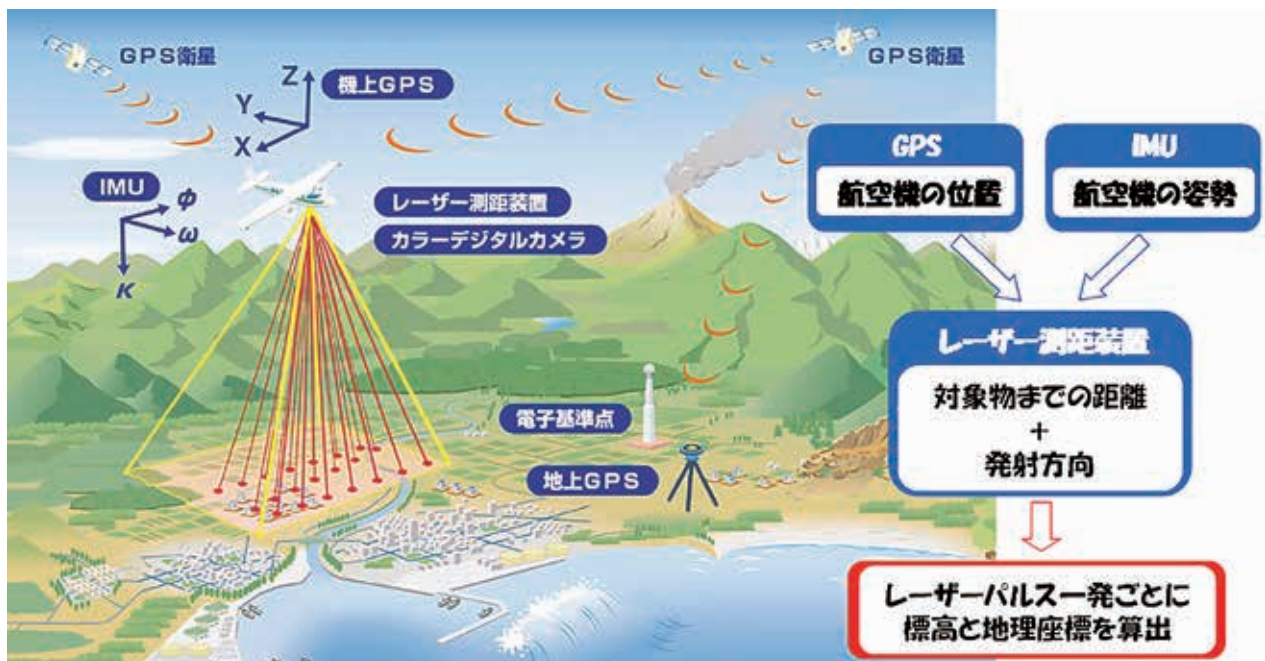 GPS衛星
GPS衛星
Z
機上GPS
Y
X
IMU
φ
ω
κ
レーザー測距装置
カラーデジタルカメラ
電子基準点
地上GPS
GPS
航空機の位置
IMU
航空機の姿勢
レーザー測距装置
対象物までの距離
+
発射方向
レーザーパルス一発ごとに
標高と地理座標を算出